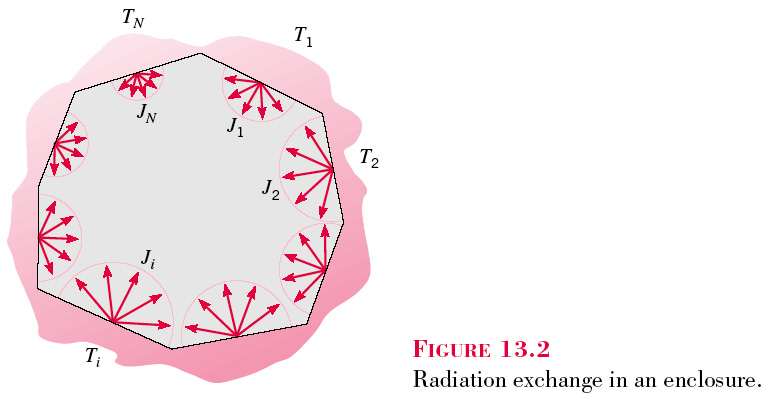 T_N
T_1
J_N
J_1
T_2
J_2
J_i
T_i
FIGURE 13.2
Radiation exchange in an enclosure.